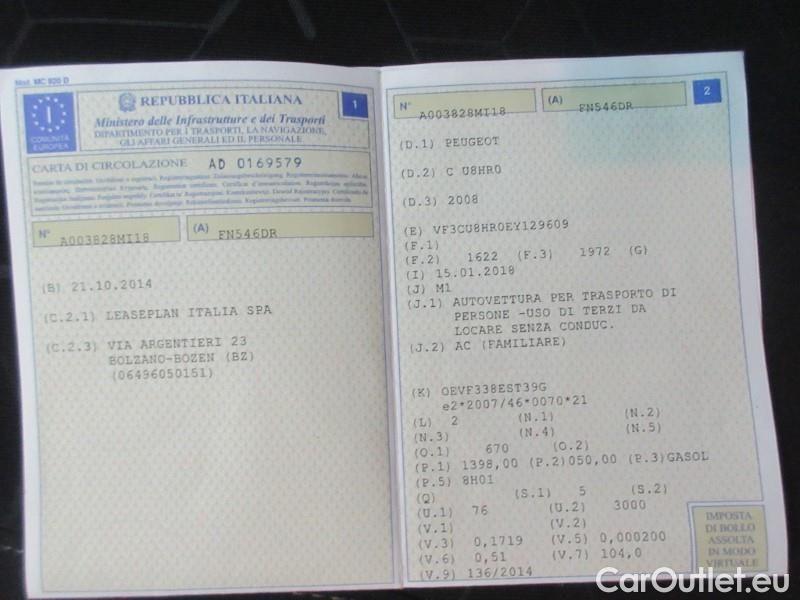 Mod. MC 820 D
REPUBBLICA ITALIANA
1
Ministero delle Infrastrutture e dei Trasporti
DIPARTIMENTO PER I TRASPORTI, LA NAVIGAZIONE,
GLI AFFARI GENERALI ED IL PERSONALE
I
COMUNITÀ
EUROPEA
CARTA DI CIRCOLAZIONE AD 0169579
N° A003828MI18 (A) FN546DR
(B) 21.10.2014
(C.2.1) LEASEPLAN ITALIA SPA
(C.2.3) VIA ARGENTIERI 23
BOLZANO-BOZEN (BZ)
(06496050151)
N° A003828MI18 (A) FN546DR
2
(D.1) PEUGEOT
(D.2) C U8HR0
(D.3) 2008
(E) VF3CU8HR0EY129609
(F.1)
(F.2) 1622 (F.3) 1972 (G)
(I) 15.01.2018
(J) M1
(J.1) AUTOVETTURA PER TRASPORTO DI
PERSONE -USO DI TERZI DA
LOCARE SENZA CONDUC.
(J.2) AC (FAMILIARE)
(K) OEVF338EST39G
e2*2007/46*0070*21
(L) 2 (N.1) (N.2)
(N.3) (N.4) (N.5)
(O.1) 670 (O.2)
(P.1) 1398,00 (P.2)050,00 (P.3)GASOL
(P.5) 8H01
(Q) (S.1) 5 (S.2)
(U.1) 76 (U.2) 3000
(V.1) (V.2)
(V.3) 0,1719 (V.5) 0,000200
(V.6) 0,51 (V.7) 104,0
(V.9) 136/2014
IMPOSTA
DI BOLLO
ASSOLTA
IN MODO
VIRTUALE
CarOutlet.eu